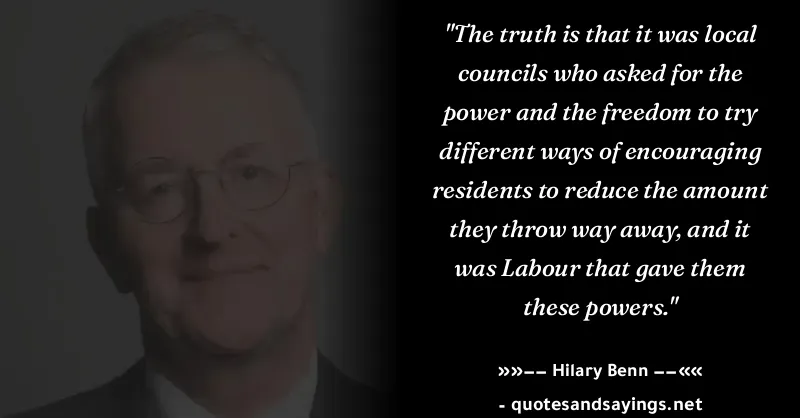 "The truth is that it was local
councils who asked for the
power and the freedom to try
different ways of encouraging
residents to reduce the amount
they throw way away, and it
was Labour that gave them
these powers."
»»−− Hilary Benn −−««
- quotesandsayings.net